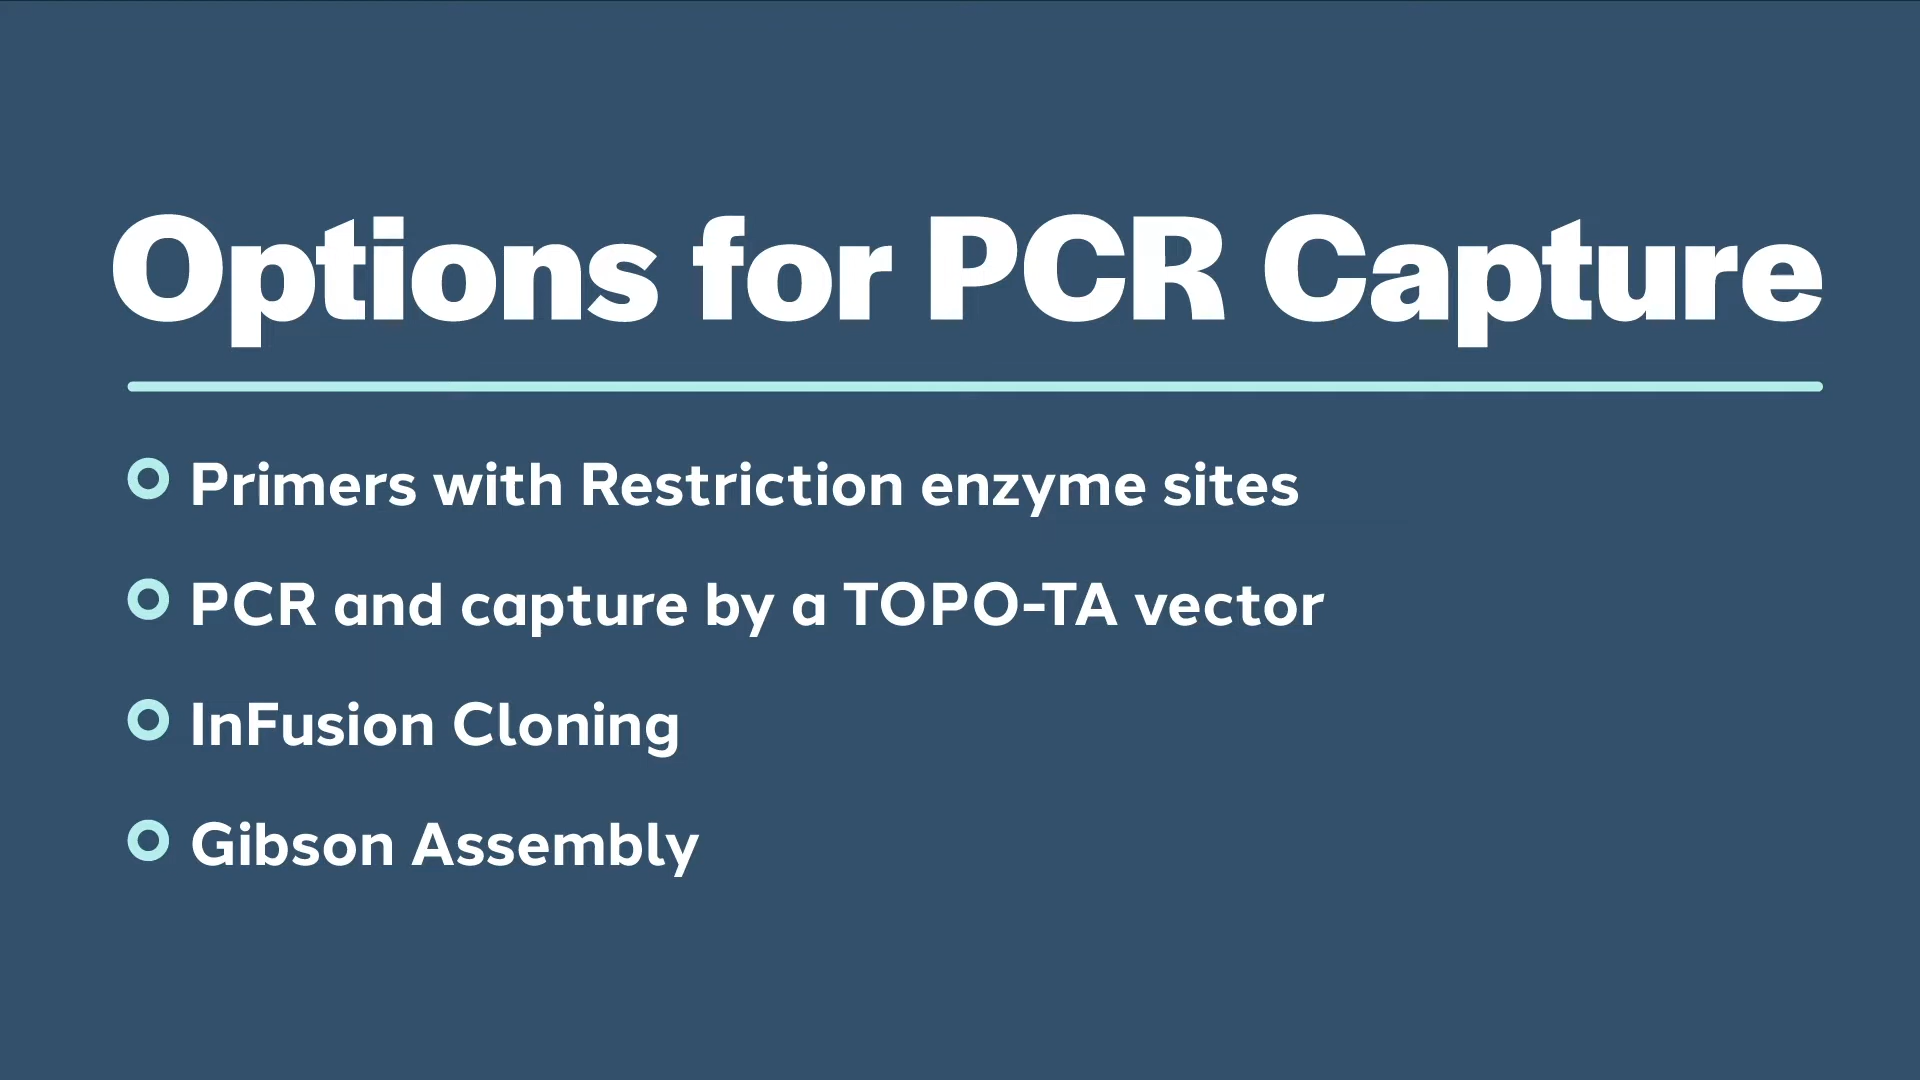 Options for PCR Capture
Primers with Restriction enzyme sites
PCR and capture by a TOPO-TA vector
InFusion Cloning
Gibson Assembly